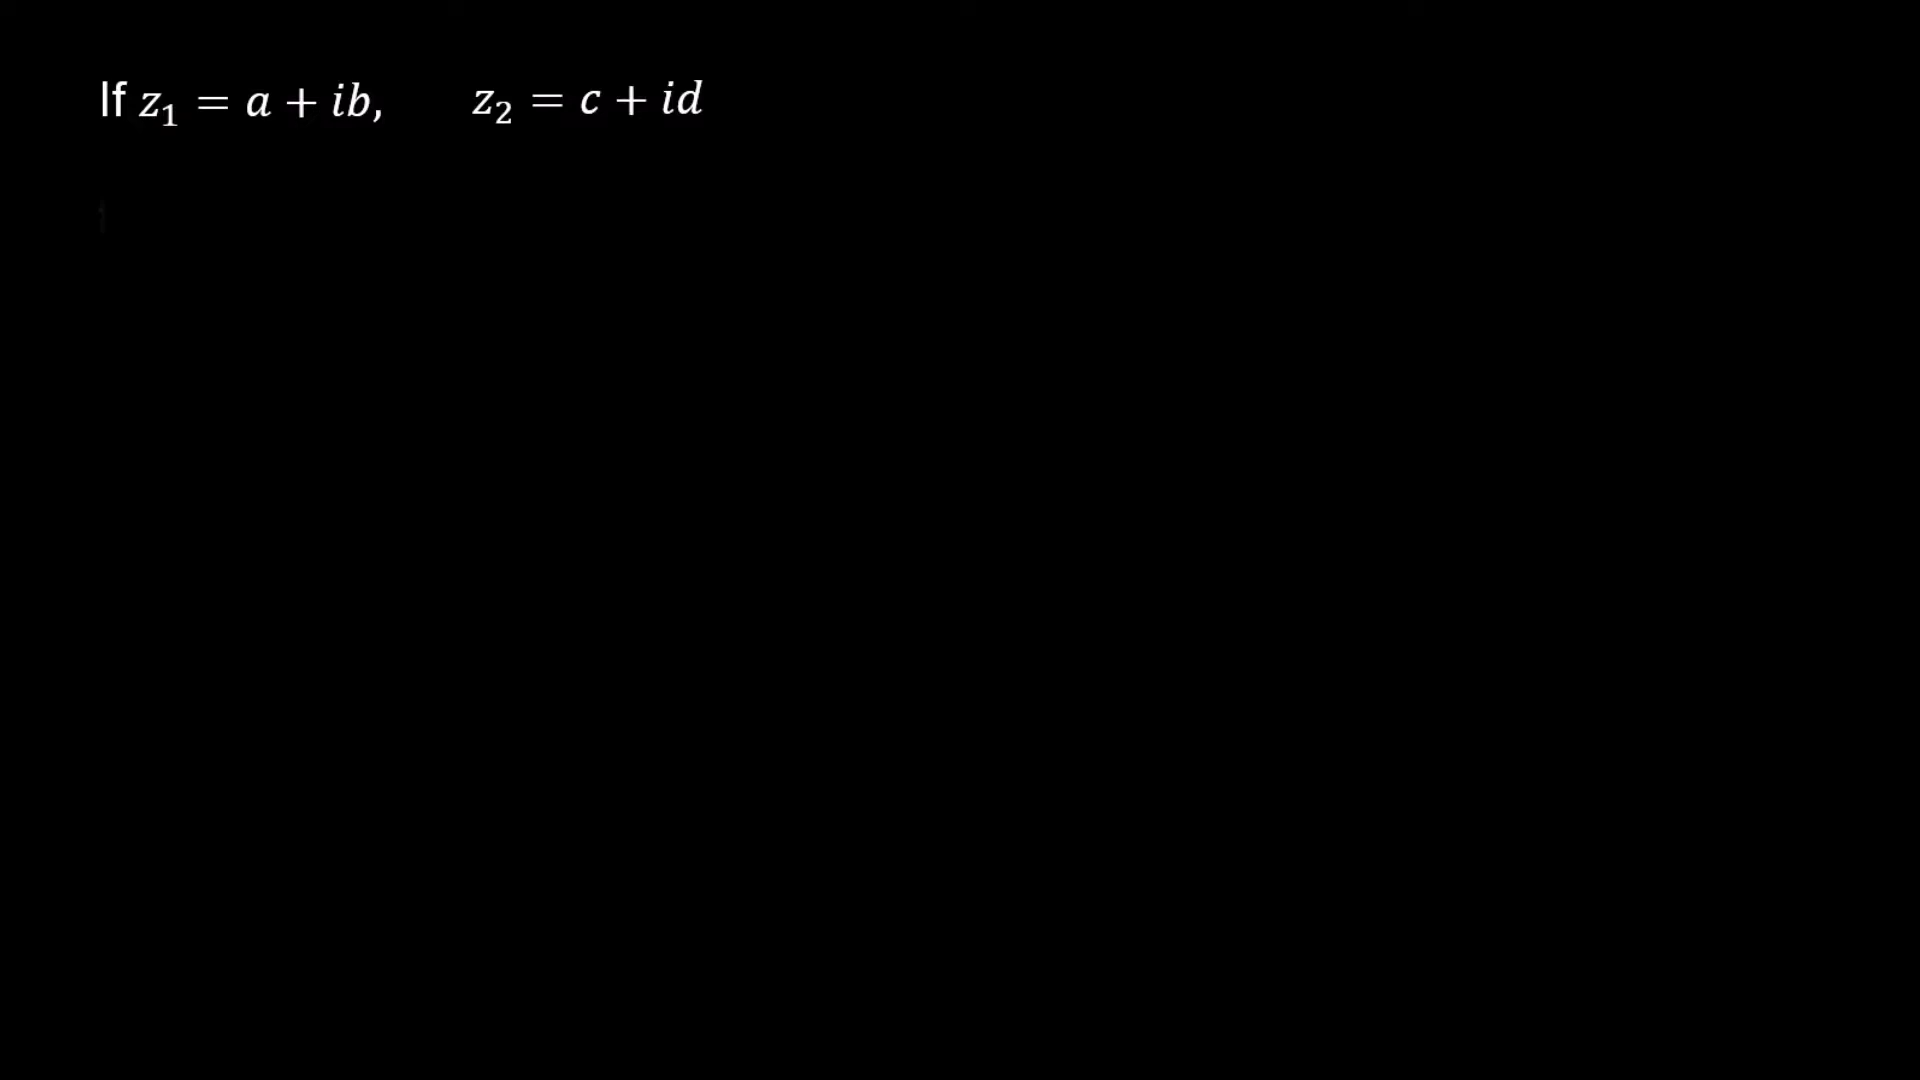 If z₁ = a + ib, z₂ = c + id